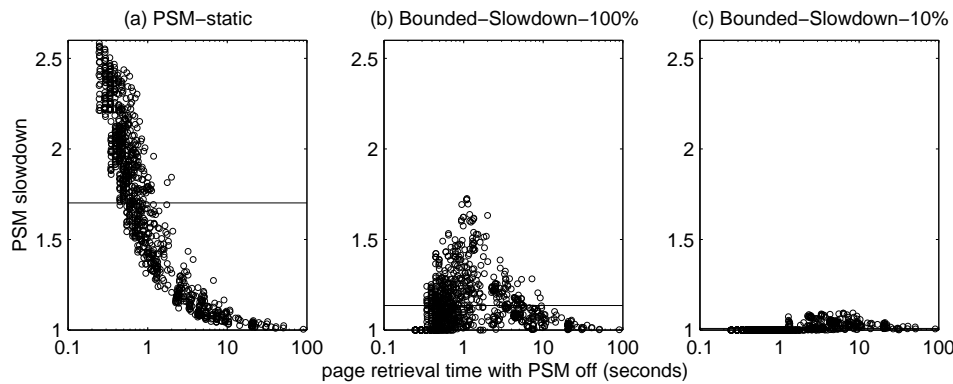 (a) PSM−static
(b) Bounded−Slowdown−100%
(c) Bounded−Slowdown−10%
PSM slowdown
2.5
2
1.5
1
0.1 1 10 100
2.5
2
1.5
1
0.1 1 10 100
2.5
2
1.5
1
0.1 1 10 100
page retrieval time with PSM off (seconds)